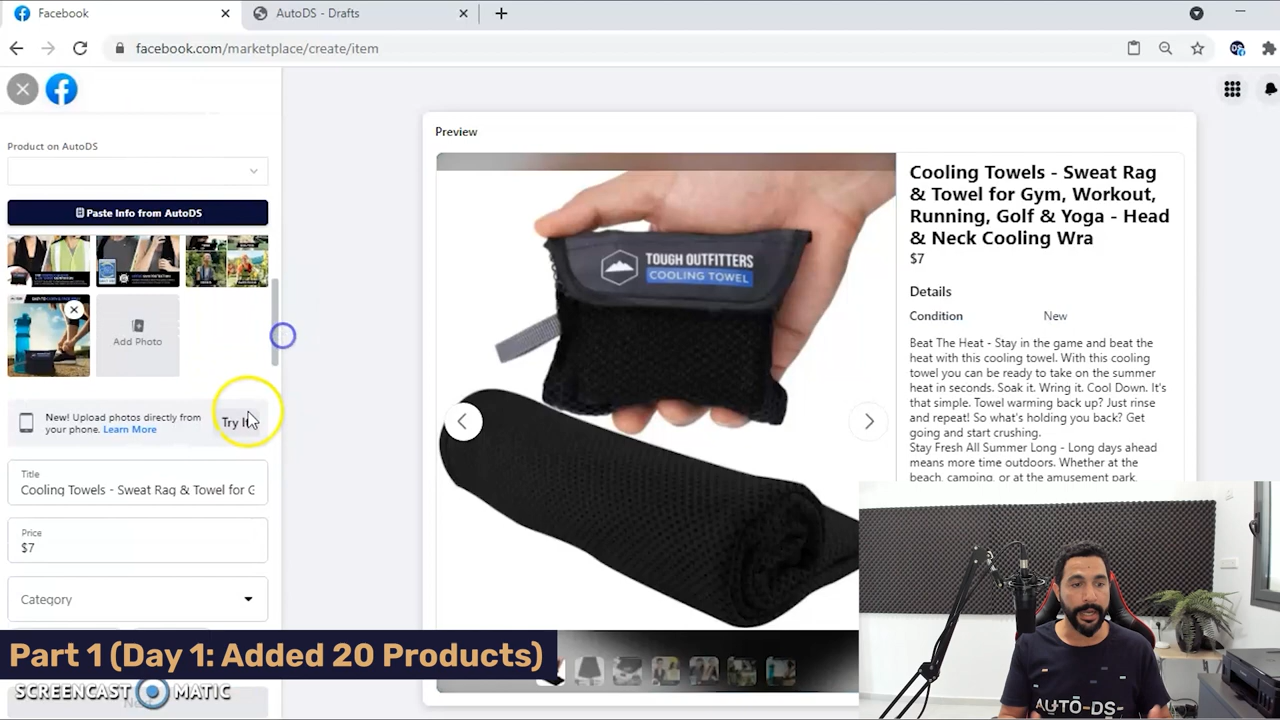 Facebook
AutoDS - Drafts
facebook.com/marketplace/create/item
Product on AutoDS
Paste Info from AutoDS
Add Photo
New! Upload photos directly from
your phone. Learn More
Try It
Title
Cooling Towels - Sweat Rag & Towel for G
Price
$7
Category
Preview
TOUGH OUTFITTERS
COOLING TOWEL
Cooling Towels - Sweat Rag
& Towel for Gym, Workout,
Running, Golf & Yoga - Head
& Neck Cooling Wra
$7
Details
Condition New
Beat The Heat - Stay in the game and beat the
heat with this cooling towel. With this cooling
towel you can be ready to take on the summer
heat in seconds. Soak it. Wring it. Cool Down. It's
that simple. Towel warming back up? Just rinse
and repeat! So what's holding you back? Get
going and start crushing.
Stay Fresh All Summer Long - Long days ahead
means more time outdoors. Whether at the
beach, camping, or at the amusement park,
Part 1 (Day 1: Added 20 Products)
SCREENCAST MATIC
AUTO-DS-